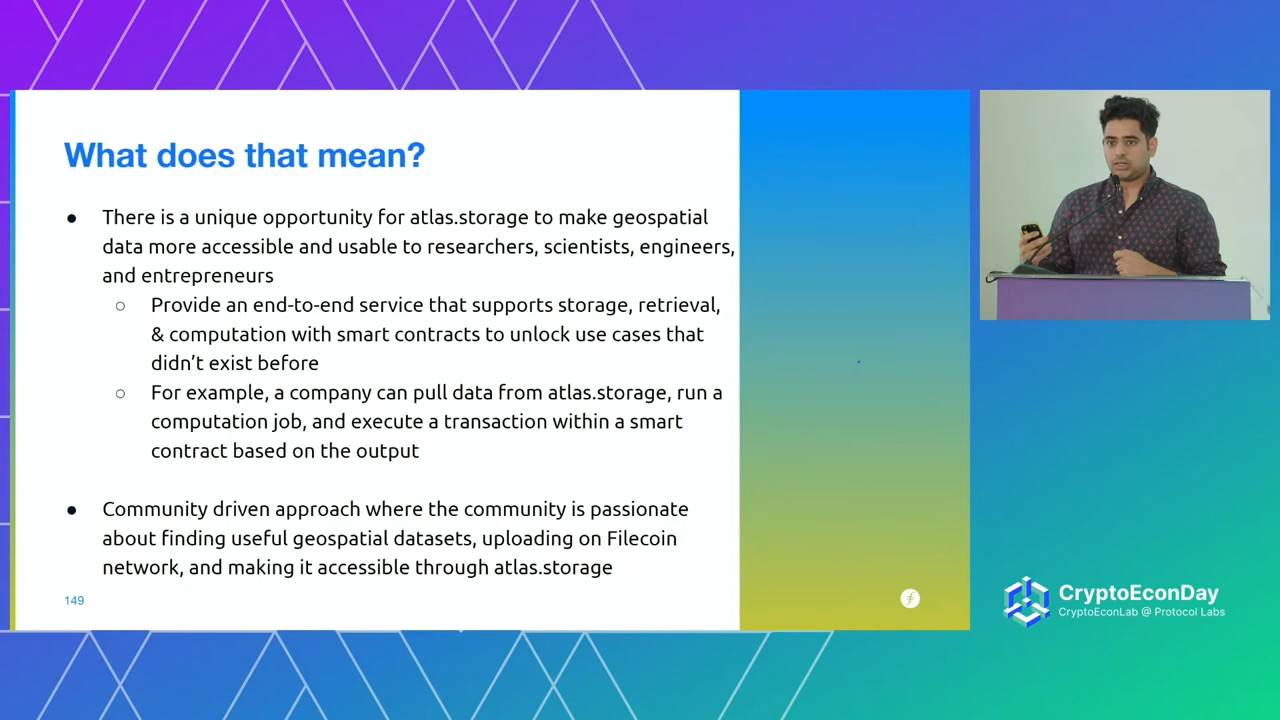 What does that mean?
● There is a unique opportunity for atlas.storage to make geospatial
data more accessible and usable to researchers, scientists, engineers,
and entrepreneurs
○ Provide an end-to-end service that supports storage, retrieval,
& computation with smart contracts to unlock use cases that
didn’t exist before
○ For example, a company can pull data from atlas.storage, run a
computation job, and execute a transaction within a smart
contract based on the output
● Community driven approach where the community is passionate
about finding useful geospatial datasets, uploading on Filecoin
network, and making it accessible through atlas.storage
149
CryptoEconDay
CryptoEconLab @ Protocol Labs